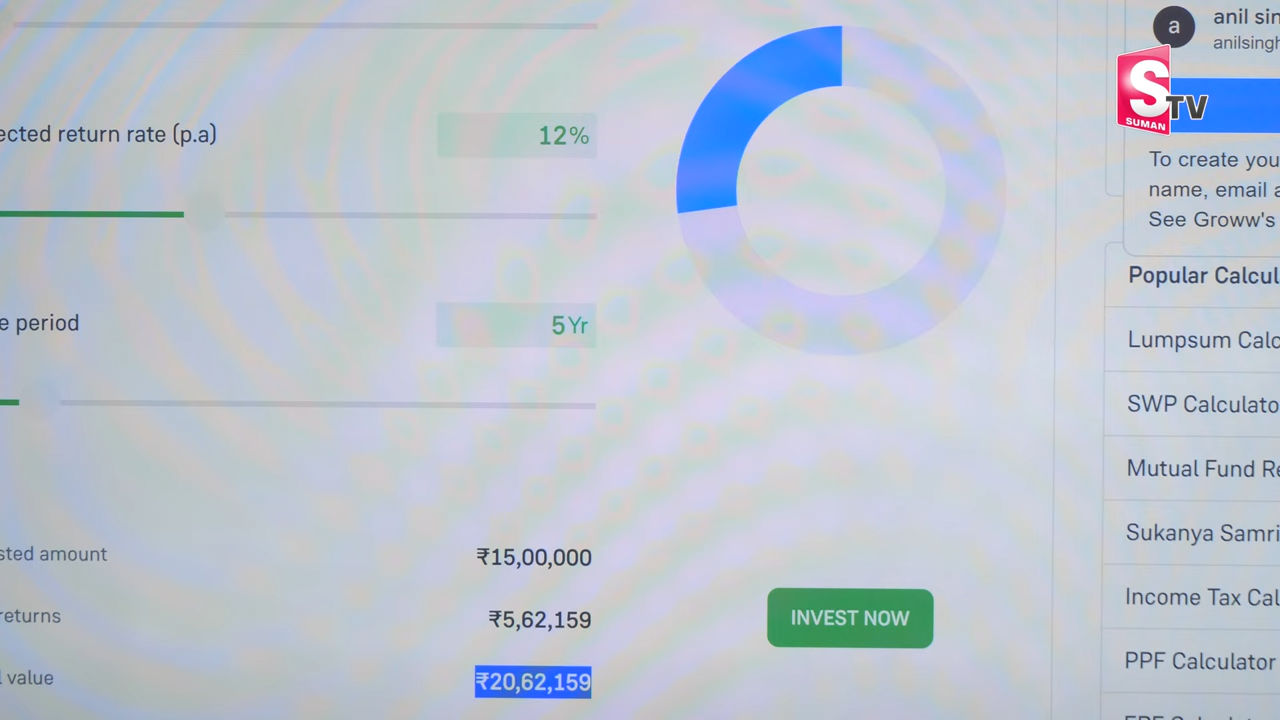 ected return rate (p.a)
12%
e period
5 Yr
sted amount
₹15,00,000
returns
₹5,62,159
l value
₹20,62,159
INVEST NOW
a
anil sin
anilsingh
S TV
SUMAN
To create you
name, email a
See Groww's
Popular Calcul
Lumpsum Calc
SWP Calculato
Mutual Fund Re
Sukanya Samri
Income Tax Cal
PPF Calculator